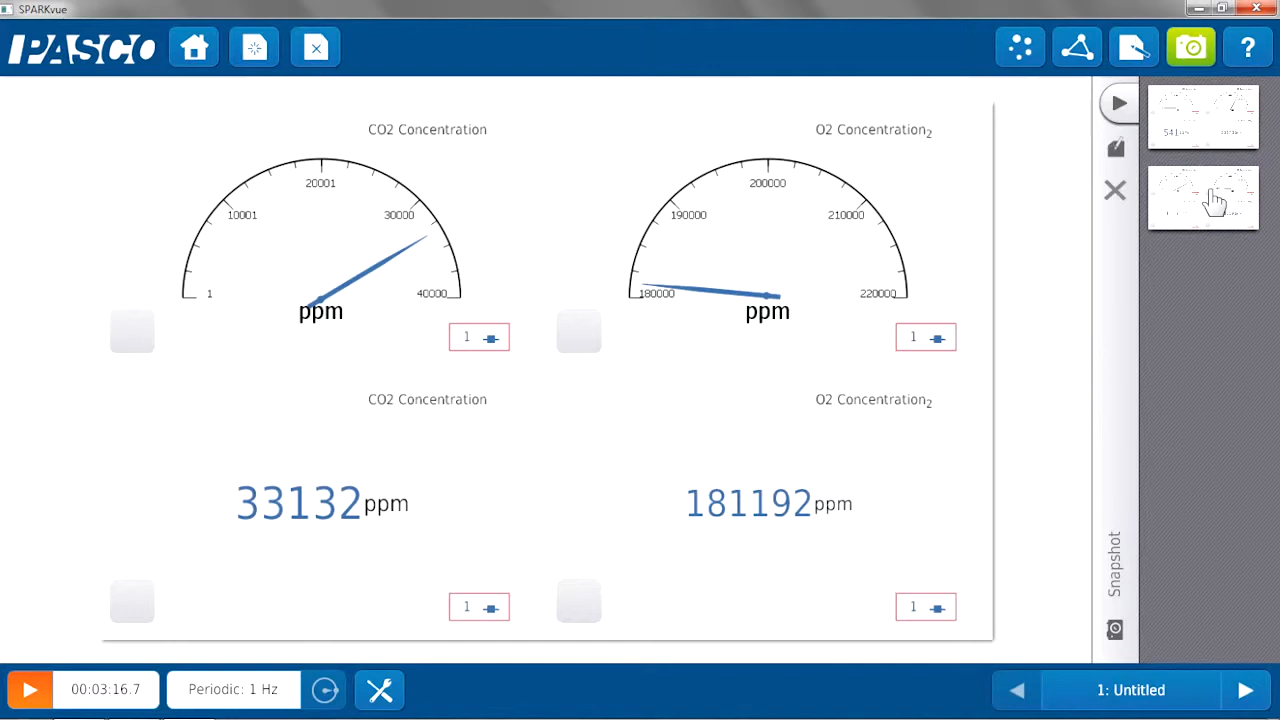 SPARKvue
PASCO
?
CO2 Concentration
O2 Concentration2
20001
200000
10001
30000
190000
210000
1
40000
180000
220000
ppm
ppm
1
1
CO2 Concentration
O2 Concentration2
33132ppm
181192ppm
1
1
541
Snapshot
00:03:16.7
Periodic: 1 Hz
1: Untitled